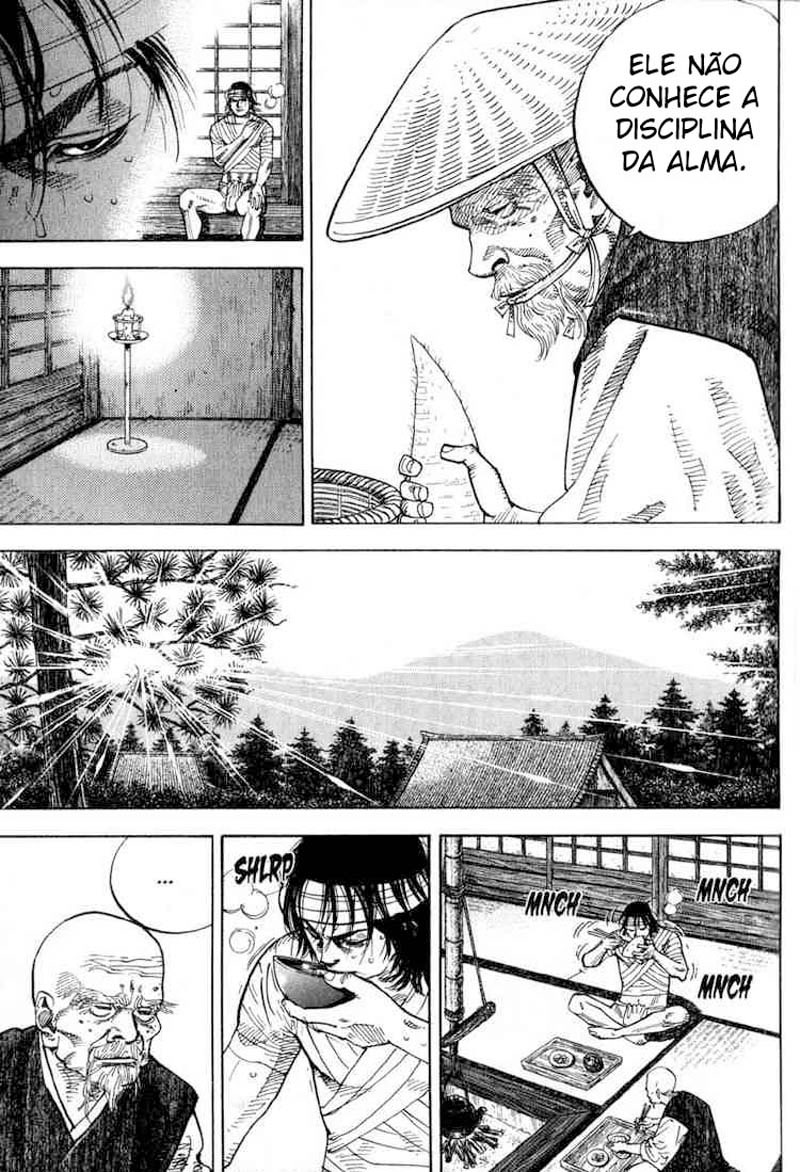 ELE NÃO
CONHECE A
DISCIPLINA
DA ALMA.
MNCH
MNCH
MNCH
SHLRP
...